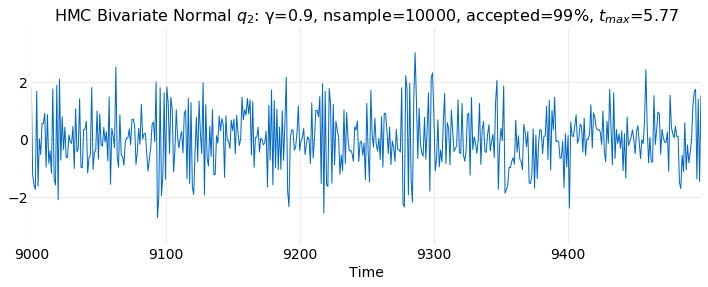 HMC Bivariate Normal q₂: γ=0.9, nsample=10000, accepted=99%, tₘₐₓ=5.77
2
0
−2
9000 9100 9200 9300 9400
Time